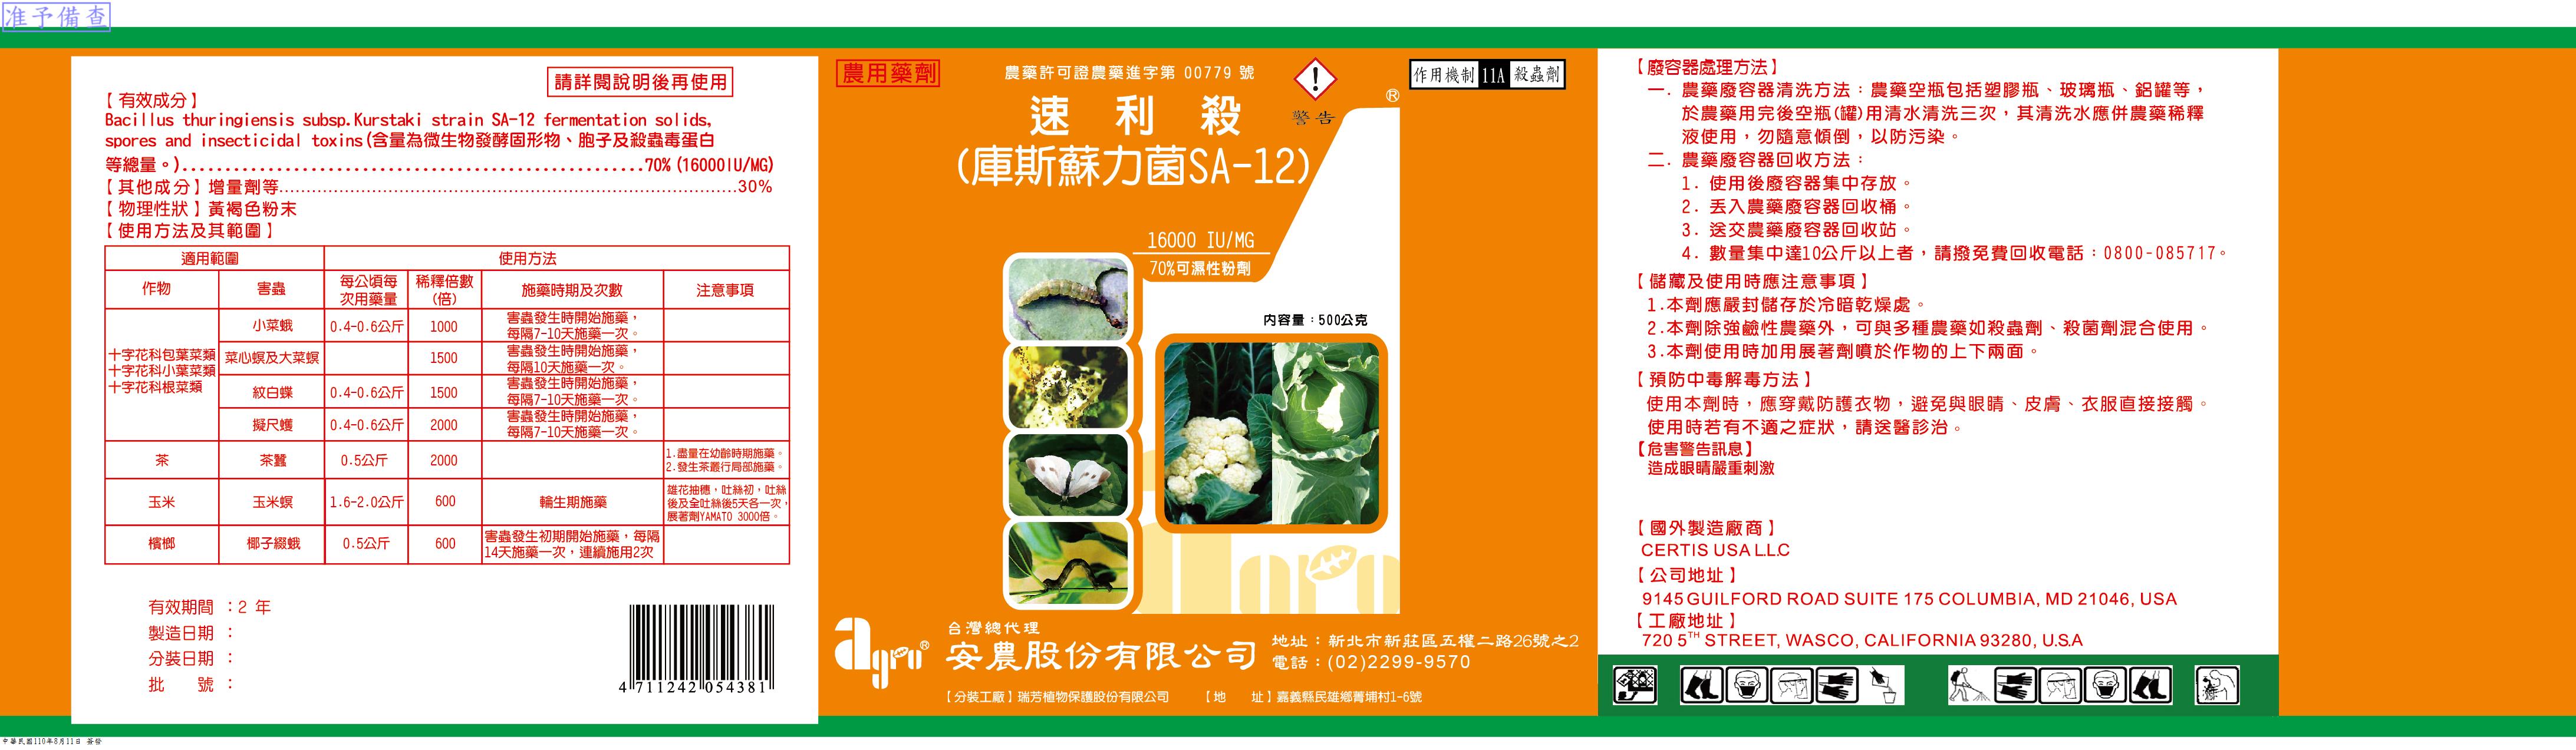 准予備查
請詳閱說明後再使用
【有效成分】
Bacillus thuringiensis subsp.Kurstaki strain SA-12 fermentation solids,
spores and insecticidal toxins(含量為微生物發酵固形物、胞子及殺蟲毒蛋白
等總量。)......................................................70%(16000IU/MG)
【其他成分】增量劑等....................................................................................30%
【物理性狀】黃褐色粉末
【使用方法及其範圍】
適用範圍 使用方法
作物 害蟲 每公頃每次用藥量 稀釋倍數(倍) 施藥時期及次數 注意事項
十字花科包葉菜類
十字花科小葉菜類
十字花科根菜類
小菜蛾 0.4-0.6公斤 1000 害蟲發生時開始施藥，每隔7-10天施藥一次。
菜心螟及大菜螟 1500 害蟲發生時開始施藥，每隔10天施藥一次。
紋白蝶 0.4-0.6公斤 1500 害蟲發生時開始施藥，每隔7-10天施藥一次。
擬尺蠖 0.4-0.6公斤 2000 害蟲發生時開始施藥，每隔7-10天施藥一次。
茶 茶蠶 0.5公斤 2000 1.儘量在幼齡時期施藥。
2.發生茶叢行局部施藥。
玉米 玉米螟 1.6-2.0公斤 600 輪生期施藥 雄花抽穗，吐絲初，吐絲
後及全吐絲後5天各一次，
展著劑YAMATO 3000倍。
檳榔 椰子綴蛾 0.5公斤 600 害蟲發生初期開始施藥，每隔
14天施藥一次，連續施用2次
有效期間 ：2 年
製造日期 ：
分裝日期 ：
批 號 ：
4 711242 054381
農用藥劑
農藥許可證農藥進字第 00779 號
警告
作用機制 11A 殺蟲劑
速 利 殺
®
(庫斯蘇力菌SA-12)
16000 IU/MG
70%可濕性粉劑
內容量：500公克
agro®
台灣總代理
安農股份有限公司
地址：新北市新莊區五權二路26號之2
電話：(02)2299-9570
【分裝工廠】瑞芳植物保護股份有限公司 【地 址】嘉義縣民雄鄉菁埔村1-6號
【廢容器處理方法】
一. 農藥廢容器清洗方法：農藥空瓶包括塑膠瓶、玻璃瓶、鋁罐等，
於農藥用完後空瓶(罐)用清水清洗三次，其清洗水應併農藥稀釋
液使用，勿隨意傾倒，以防污染。
二. 農藥廢容器回收方法：
1. 使用後廢容器集中存放。
2. 丟入農藥廢容器回收桶。
3. 送交農藥廢容器回收站。
4. 數量集中達10公斤以上者，請撥免費回收電話：0800-085717。
【儲藏及使用時應注意事項】
1.本劑應嚴封儲存於冷暗乾燥處。
2.本劑除強鹼性農藥外，可與多種農藥如殺蟲劑、殺菌劑混合使用。
3.本劑使用時加用展著劑噴於作物的上下兩面。
【預防中毒解毒方法】
使用本劑時，應穿戴防護衣物，避免與眼睛、皮膚、衣服直接接觸。
使用時若有不適之症狀，請送醫診治。
【危害警告訊息】
造成眼睛嚴重刺激
【國外製造廠商】
CERTIS USA L.L.C
【公司地址】
9145 GUILFORD ROAD SUITE 175 COLUMBIA, MD 21046, USA
【工廠地址】
720 5TH STREET, WASCO, CALIFORNIA 93280, U.S.A
中華民國110年8月11日 簽發